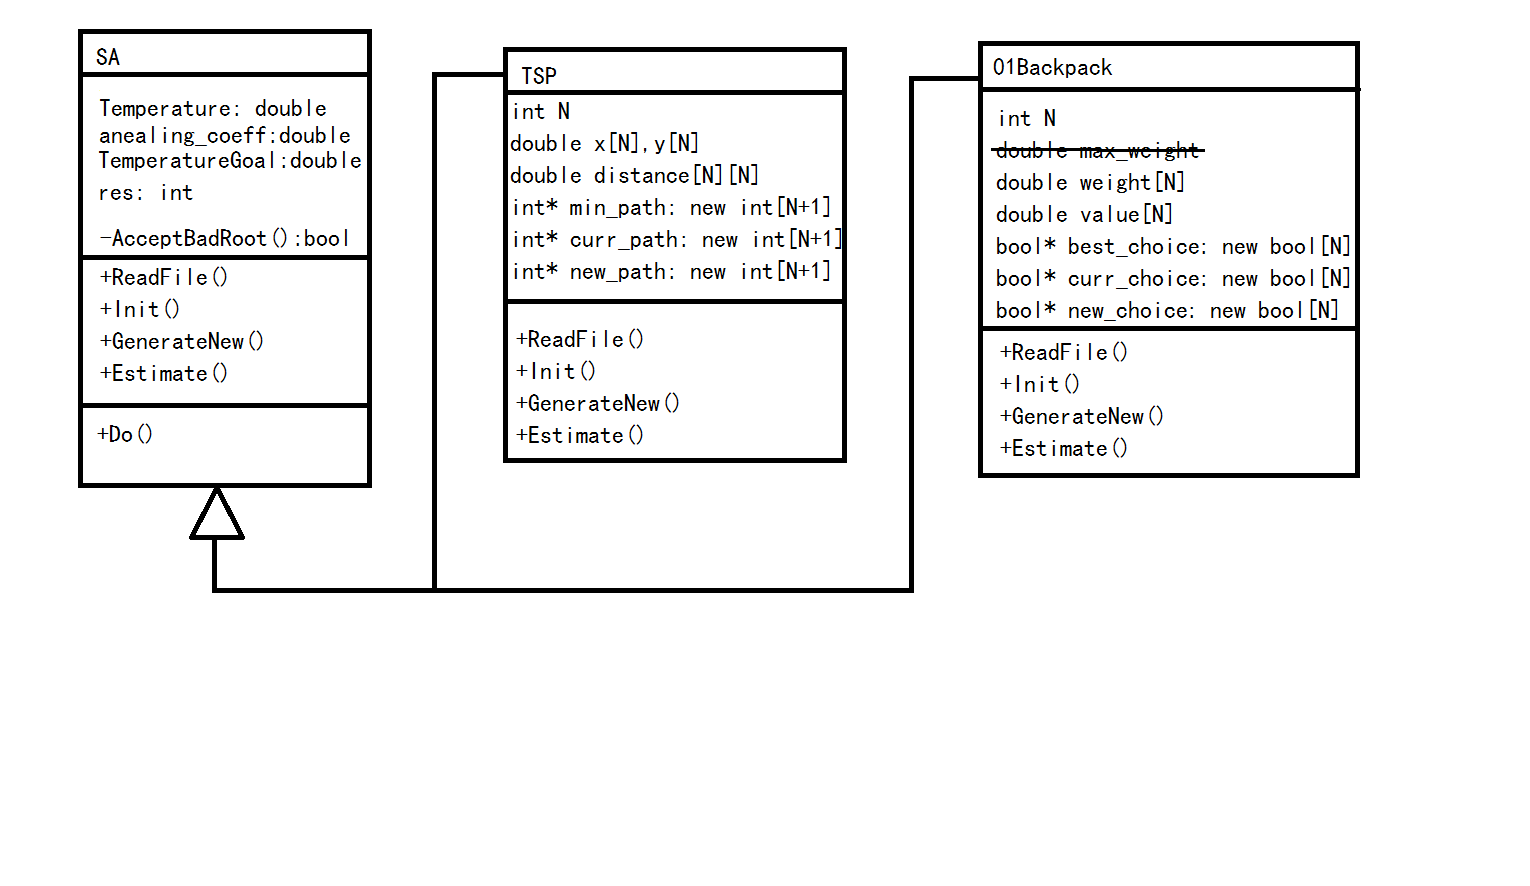 SA
Temperature: double
anealing_coeff:double
TemperatureGoal:double
res: int
-AcceptBadRoot():bool
+ReadFile()
+Init()
+GenerateNew()
+Estimate()
+Do()
TSP
int N
double x[N],y[N]
double distance[N][N]
int* min_path: new int[N+1]
int* curr_path: new int[N+1]
int* new_path: new int[N+1]
+ReadFile()
+Init()
+GenerateNew()
+Estimate()
01Backpack
int N
double max_weight
double weight[N]
double value[N]
bool* best_choice: new bool[N]
bool* curr_choice: new bool[N]
bool* new_choice: new bool[N]
+ReadFile()
+Init()
+GenerateNew()
+Estimate()